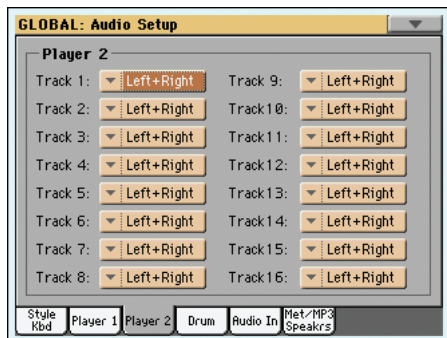 GLOBAL: Audio Setup
Player 2
Track 1: Left+Right Track 9: Left+Right
Track 2: Left+Right Track10: Left+Right
Track 3: Left+Right Track11: Left+Right
Track 4: Left+Right Track12: Left+Right
Track 5: Left+Right Track13: Left+Right
Track 6: Left+Right Track14: Left+Right
Track 7: Left+Right Track15: Left+Right
Track 8: Left+Right Track16: Left+Right
Style Kbd Player 1 Player 2 Drum Audio In Met/MP3 Speakrs